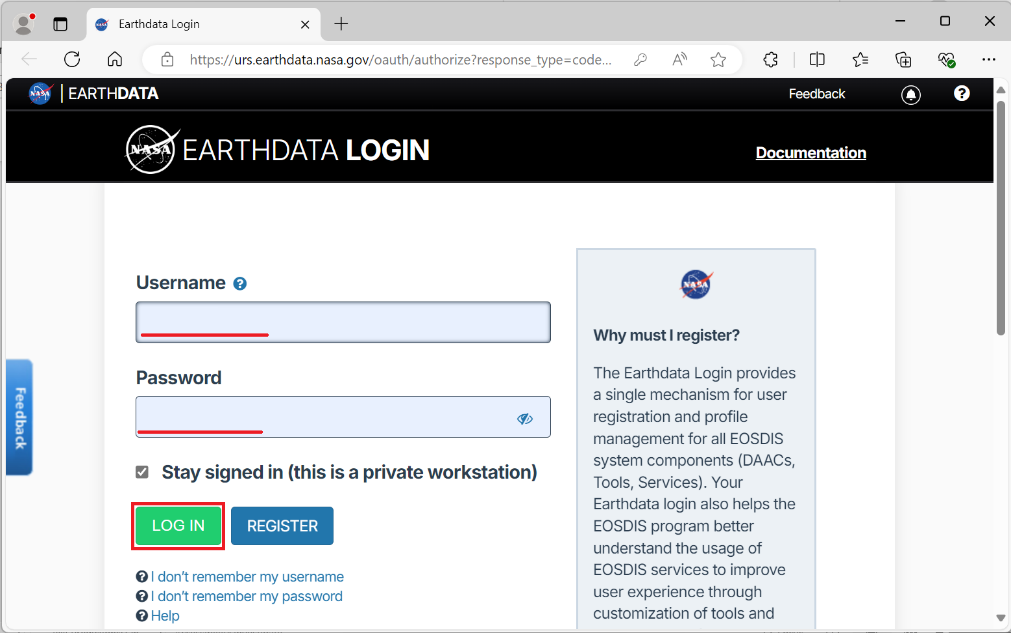 Earthdata Login
https://urs.earthdata.nasa.gov/oauth/authorize?response_type=code...
NASA EARTHDATA
Feedback
NASA EARTHDATA LOGIN
Documentation
Username
Password
Stay signed in (this is a private workstation)
LOG IN
REGISTER
I don't remember my username
I don't remember my password
Help
NASA
Why must I register?
The Earthdata Login provides
a single mechanism for user
registration and profile
management for all EOSDIS
system components (DAACs,
Tools, Services). Your
Earthdata login also helps the
EOSDIS program better
understand the usage of
EOSDIS services to improve
user experience through
customization of tools and
Feedback